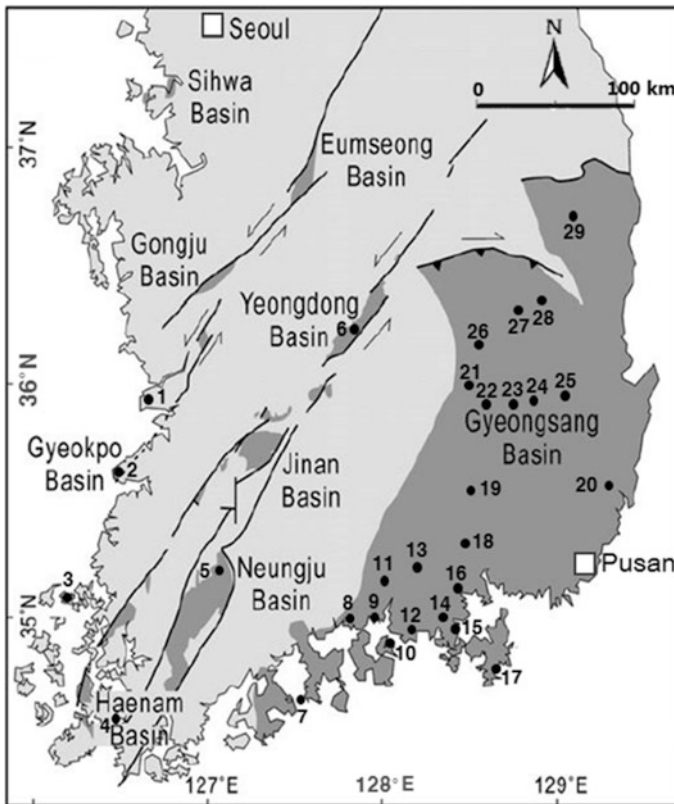 Seoul
Sihwa
Basin
0
100 km
37°N
Eumseong
Basin
Gongju
Basin
29
Yeongdong
Basin
6
28
27
26
21
36°N
1
22
23
24
25
Gyeongsang
Basin
Gyeokpo
Basin
2
Jinan
Basin
19
20
18
Pusan
5
Neungju
Basin
11
13
16
3
35°N
8
9
12
14
15
10
17
Haenam
4
Basin
7
127°E
128°E
129°E